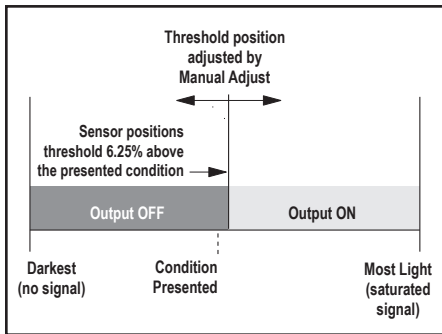 Threshold position
adjusted by
Manual Adjust
Sensor positions
threshold 6.25% above
the presented condition
Output OFF
Output ON
Darkest
(no signal)
Condition
Presented
Most Light
(saturated
signal)